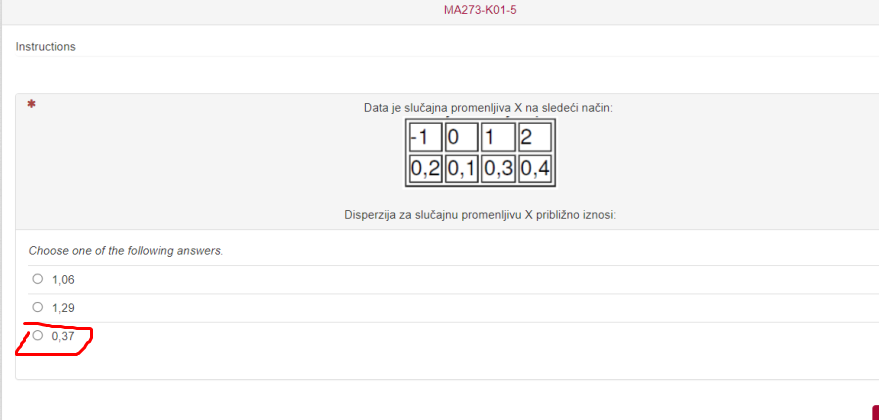 MA273-K01-5
Instructions
* Data je slučajna promenljiva X na sledeći način:
-1 0 1 2
0,2 0,1 0,3 0,4
Disperzija za slučajnu promenljivu X približno iznosi:
Choose one of the following answers.
1,06
1,29
0,37